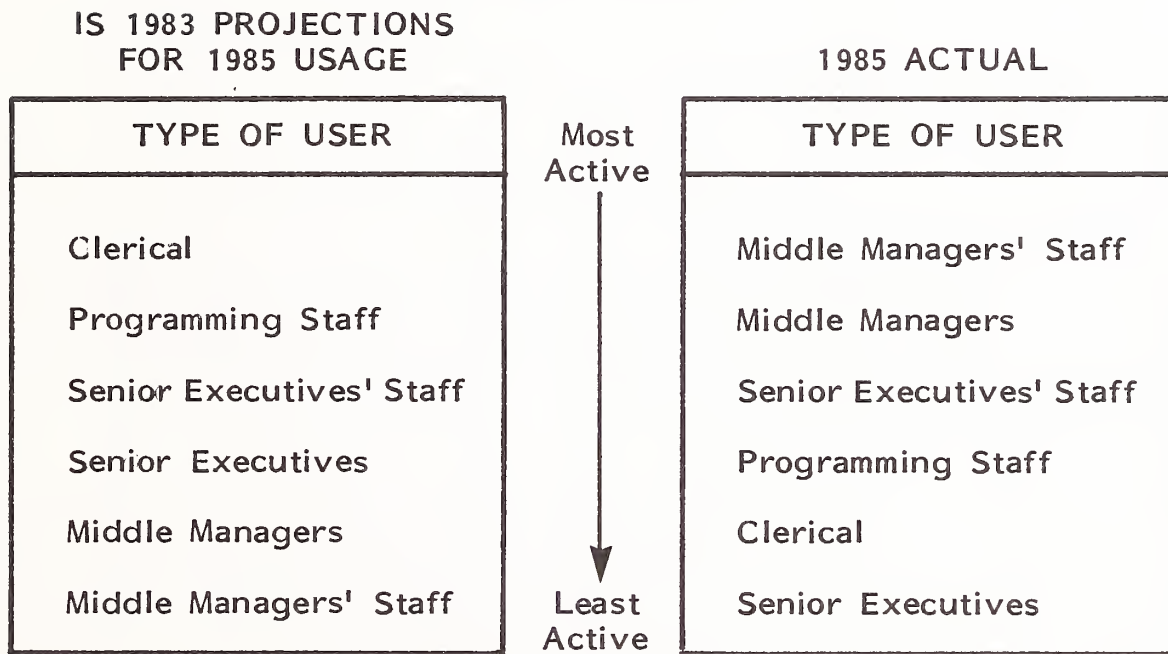 IS 1983 PROJECTIONS
FOR 1985 USAGE
TYPE OF USER
Clerical
Programming Staff
Senior Executives' Staff
Senior Executives
Middle Managers
Middle Managers' Staff
Most
Active
Least
Active
1985 ACTUAL
TYPE OF USER
Middle Managers' Staff
Middle Managers
Senior Executives' Staff
Programming Staff
Clerical
Senior Executives